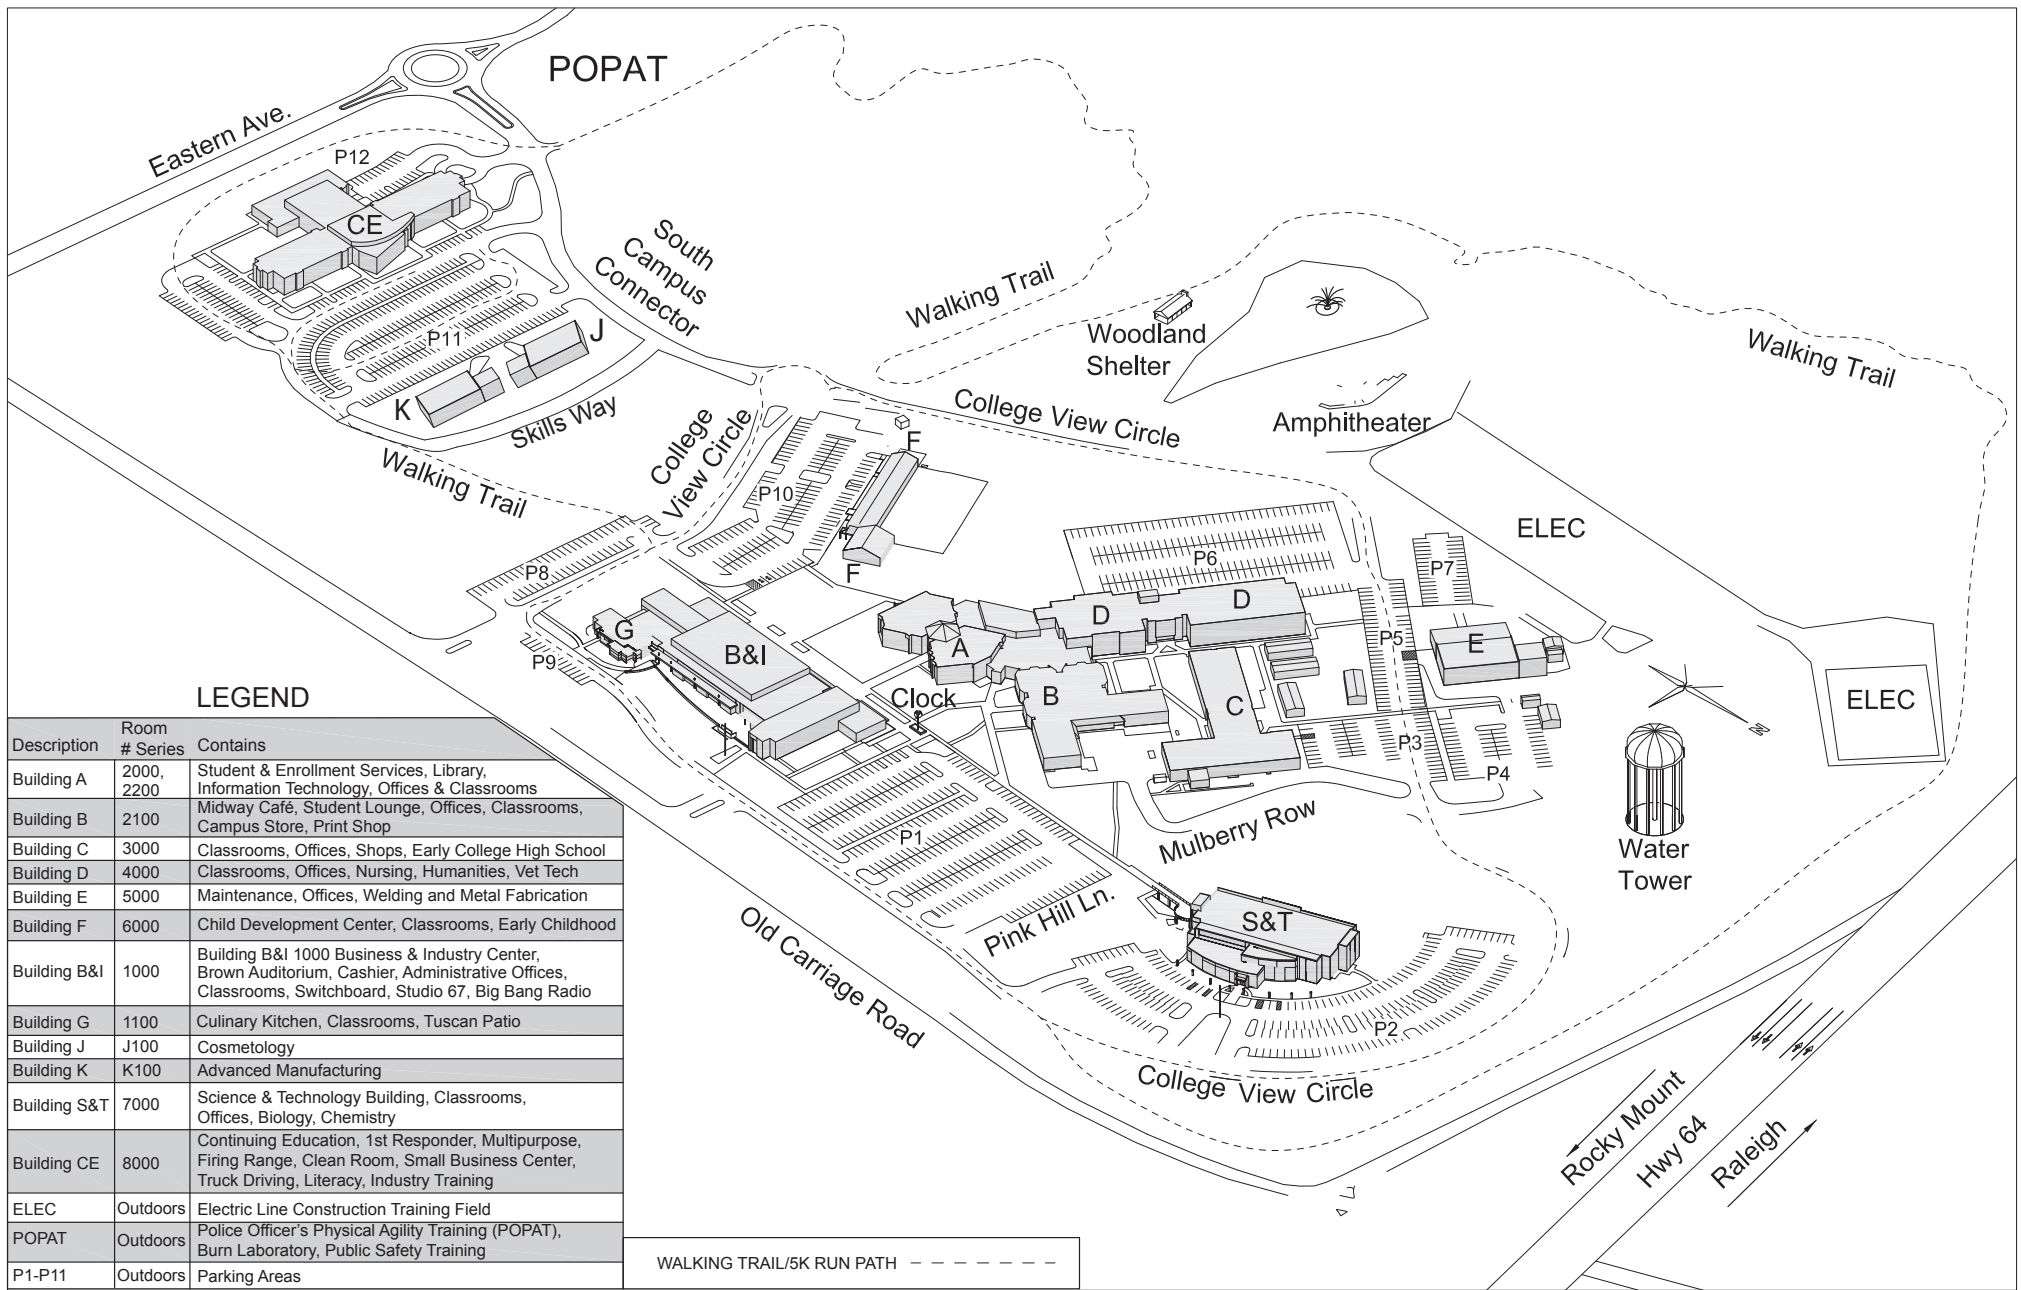 POPAT
Eastern Ave.
P12
CE
South
Campus
Connector
Walking Trail
Woodland
Shelter
Walking Trail
P11
J
K
Skills Way
College
View Circle
College View Circle
Amphitheater
Walking Trail
F
P10
F
P8
ELEC
P6
P7
D
D
G
P9
B&I
A
P5
E
B
Clock
C
ELEC
P3
P4
N
P1
Mulberry Row
Water
Tower
Pink Hill Ln.
S&T
Old Carriage Road
P2
College View Circle
Rocky Mount
Hwy 64
Raleigh
LEGEND
Description Room # Series Contains
Building A 2000, 2200 Student & Enrollment Services, Library,
Information Technology, Offices & Classrooms
Building B 2100 Midway Café, Student Lounge, Offices, Classrooms,
Campus Store, Print Shop
Building C 3000 Classrooms, Offices, Shops, Early College High School
Building D 4000 Classrooms, Offices, Nursing, Humanities, Vet Tech
Building E 5000 Maintenance, Offices, Welding and Metal Fabrication
Building F 6000 Child Development Center, Classrooms, Early Childhood
Building B&I 1000 Building B&I 1000 Business & Industry Center,
Brown Auditorium, Cashier, Administrative Offices,
Classrooms, Switchboard, Studio 67, Big Bang Radio
Building G 1100 Culinary Kitchen, Classrooms, Tuscan Patio
Building J J100 Cosmetology
Building K K100 Advanced Manufacturing
Building S&T 7000 Science & Technology Building, Classrooms,
Offices, Biology, Chemistry
Building CE 8000 Continuing Education, 1st Responder, Multipurpose,
Firing Range, Clean Room, Small Business Center,
Truck Driving, Literacy, Industry Training
ELEC Outdoors Electric Line Construction Training Field
POPAT Outdoors Police Officer's Physical Agility Training (POPAT),
Burn Laboratory, Public Safety Training
P1-P11 Outdoors Parking Areas
WALKING TRAIL/5K RUN PATH